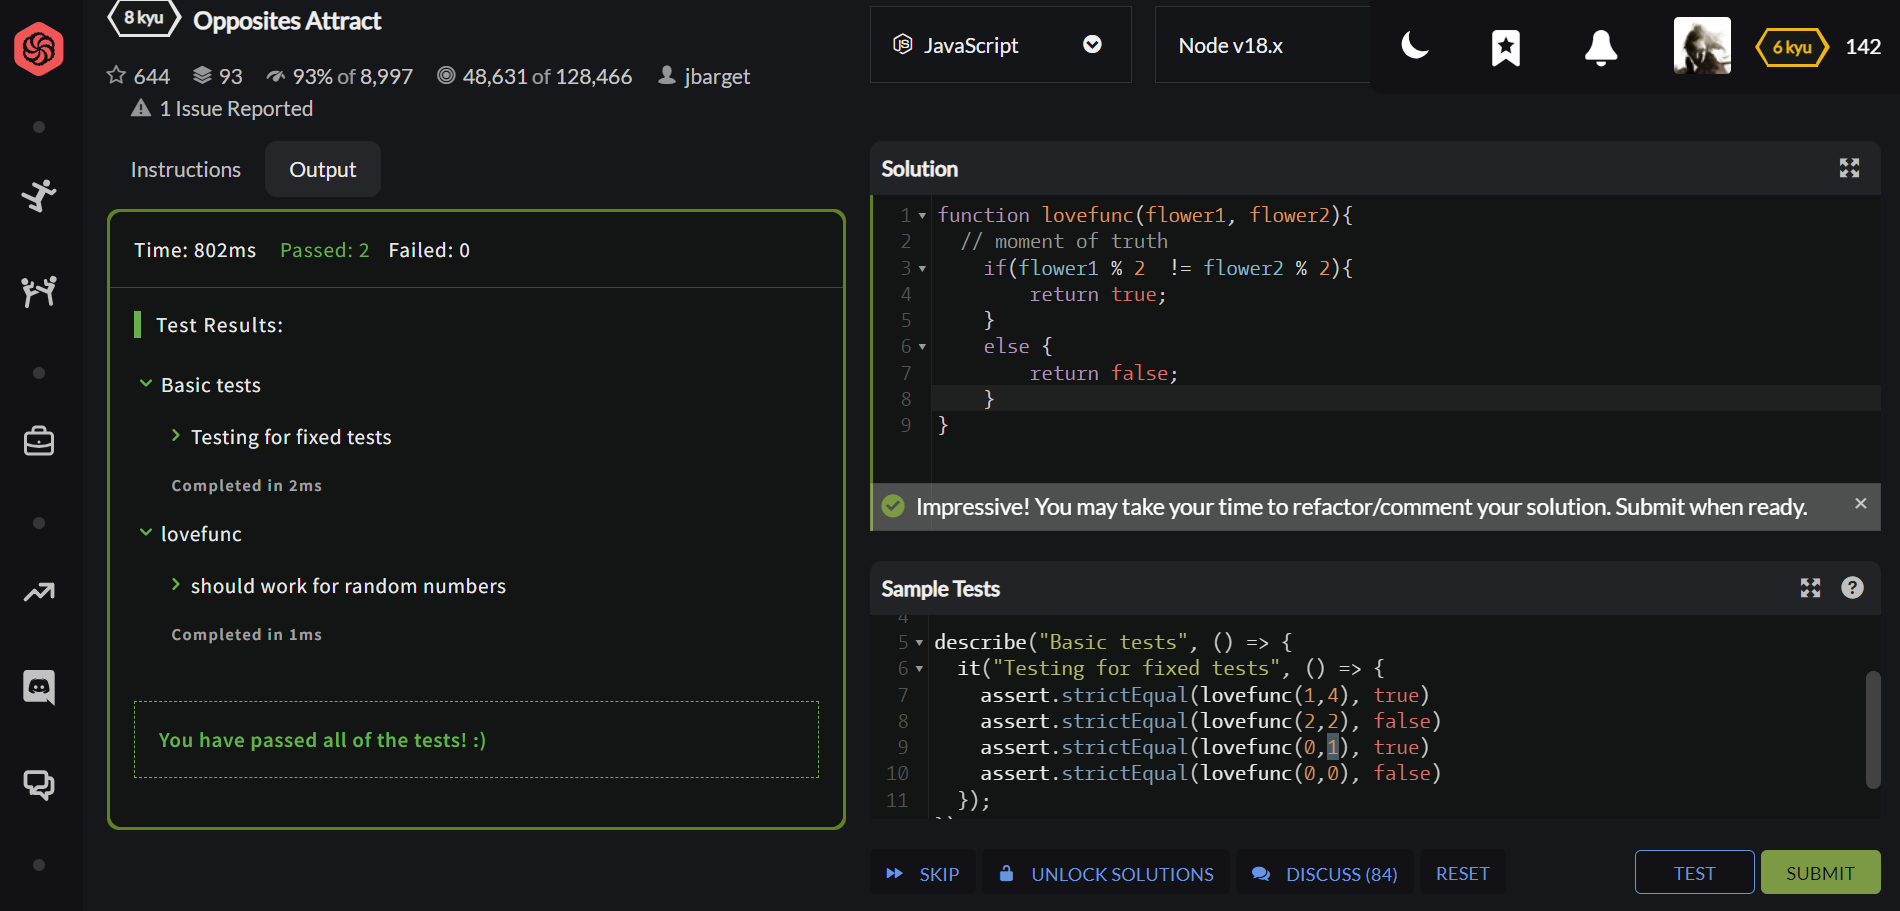 8 kyu Opposites Attract
644 93 93% of 8,997 48,631 of 128,466 jbarget
1 Issue Reported
JavaScript
Node v18.x
6 kyu 142
Instructions Output
Time: 802ms Passed: 2 Failed: 0
Test Results:
Basic tests
Testing for fixed tests
Completed in 2ms
lovefunc
should work for random numbers
Completed in 1ms
You have passed all of the tests! :)
Solution
1 function lovefunc(flower1, flower2){
2 // moment of truth
3 if(flower1 % 2  != flower2 % 2){
4 return true;
5 }
6 else {
7 return false;
8 }
9 }
Impressive! You may take your time to refactor/comment your solution. Submit when ready.
Sample Tests
4
5 describe("Basic tests", () => {
6 it("Testing for fixed tests", () => {
7 assert.strictEqual(lovefunc(1,4), true)
8 assert.strictEqual(lovefunc(2,2), false)
9 assert.strictEqual(lovefunc(0,1), true)
10 assert.strictEqual(lovefunc(0,0), false)
11 });
SKIP UNLOCK SOLUTIONS DISCUSS (84) RESET TEST SUBMIT